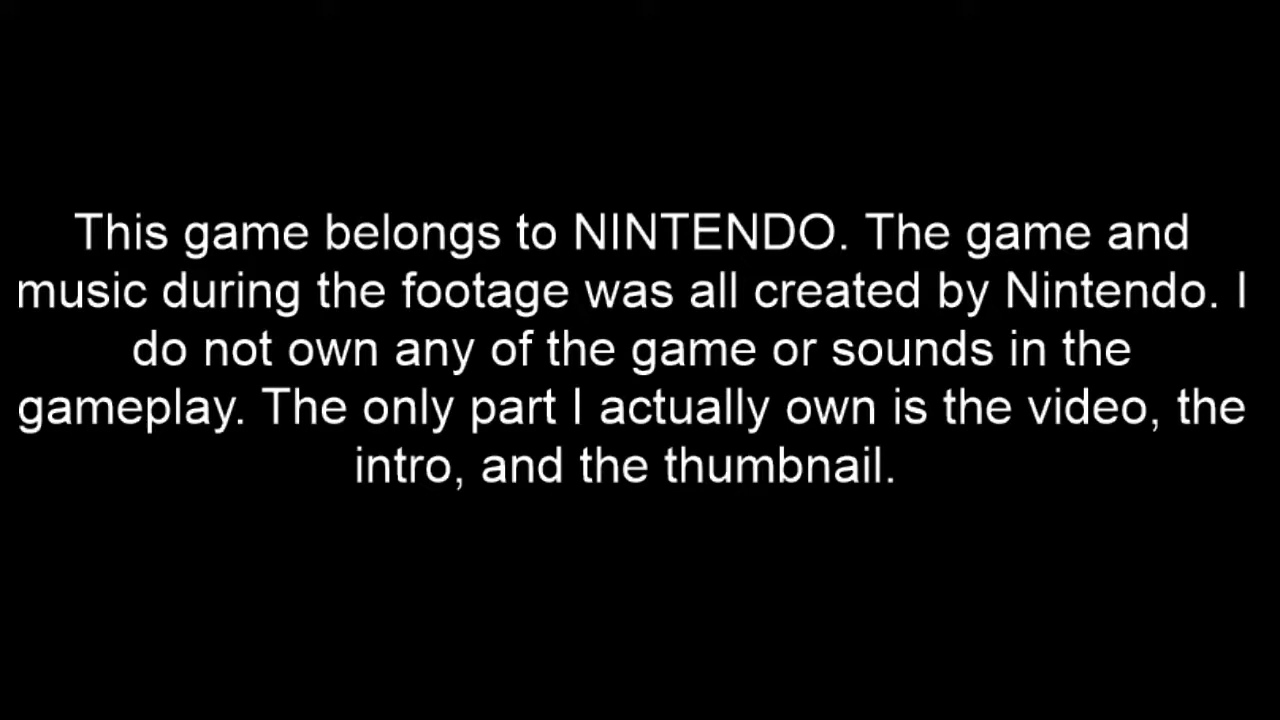 This game belongs to NINTENDO. The game and
music during the footage was all created by Nintendo. I
do not own any of the game or sounds in the
gameplay. The only part I actually own is the video, the
intro, and the thumbnail.